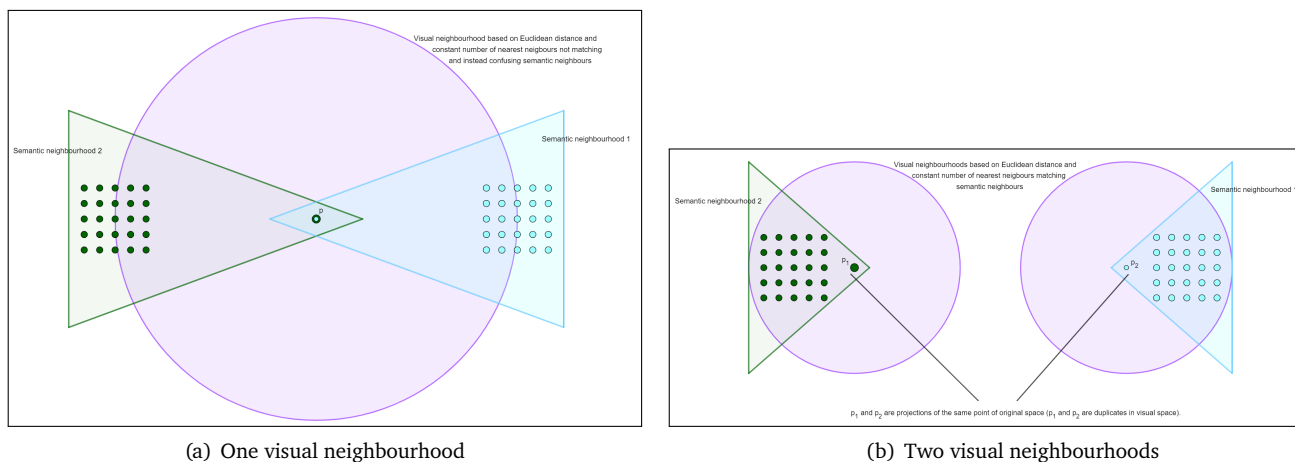 Visual neighbourhood based on Euclidean distance and
constant number of nearest neigbours not matching
and instead confusing semantic neighbours
Semantic neighbourhood 1
Semantic neighbourhood 2
p
(a) One visual neighbourhood
Visual neighbourhoods based on Euclidean distance and
constant number of nearest neigbours matching
semantic neighbours
Semantic neighbourhood 1
Semantic neighbourhood 2
p1
p2
p1 and p2 are projections of the same point of original space (p1 and p2 are duplicates in visual space).
(b) Two visual neighbourhoods